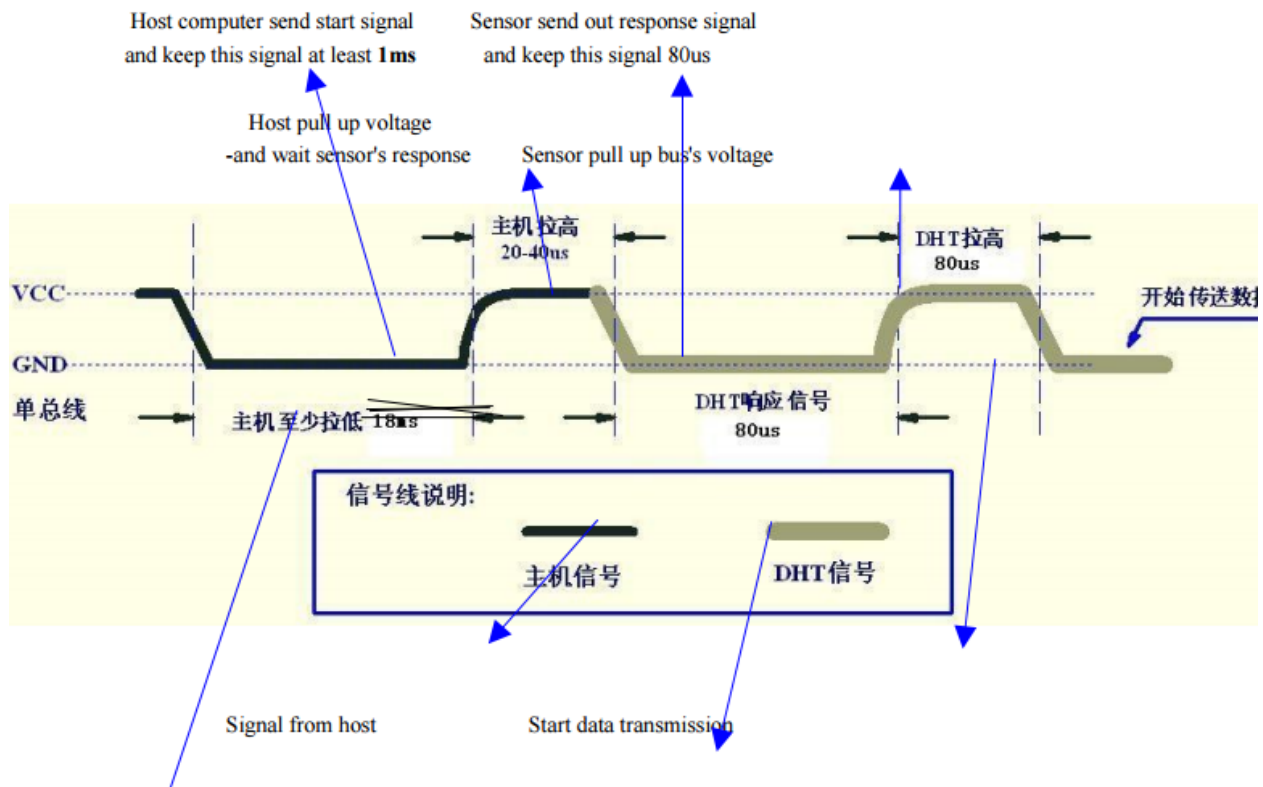 Host computer send start signal
and keep this signal at least 1ms
Sensor send out response signal
and keep this signal 80us
Host pull up voltage
-and wait sensor's response
Sensor pull up bus's voltage
主机拉高
20-40us
DHT拉高
80us
VCC
开始传送数据
GND
单总线
主机至少拉低 18ms
DHT响应信号
80us
信号线说明:
主机信号
DHT信号
Signal from host
Start data transmission